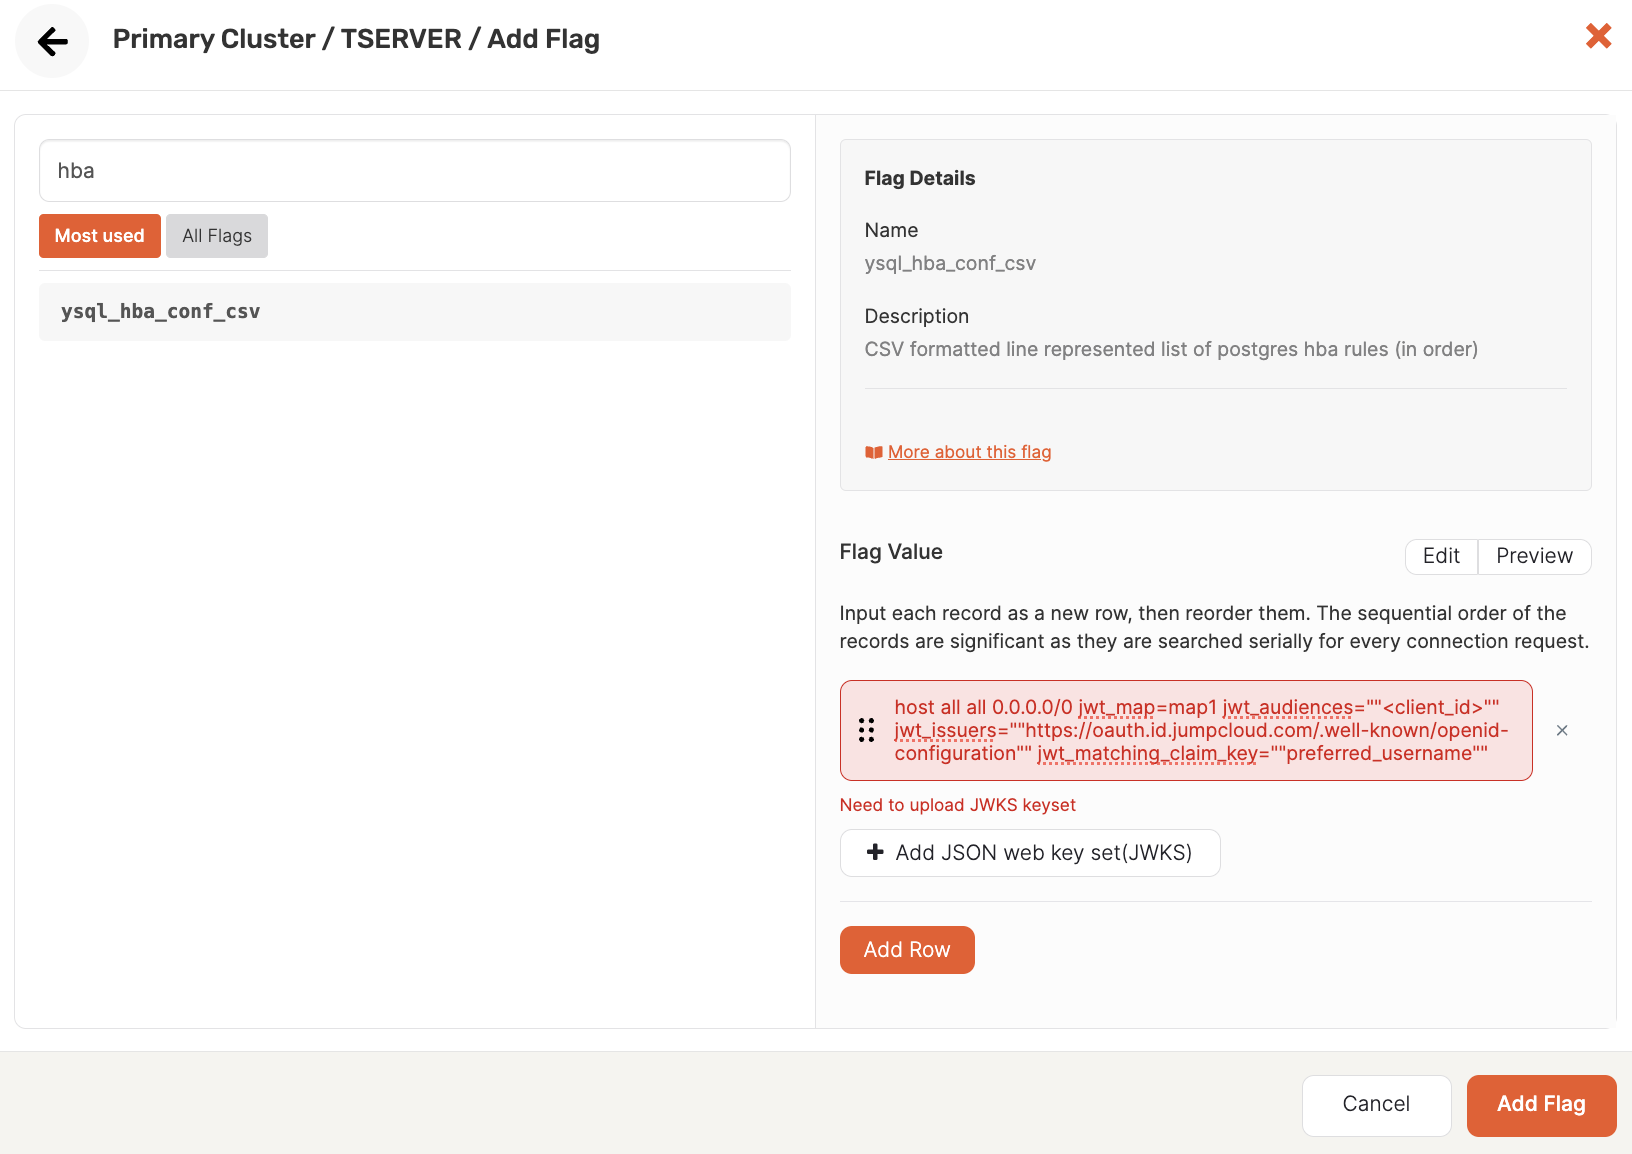 Primary Cluster / TSERVER / Add Flag
hba
Most used
All Flags
ysql_hba_conf_csv
Flag Details
Name
ysql_hba_conf_csv
Description
CSV formatted line represented list of postgres hba rules (in order)
More about this flag
Flag Value
Edit
Preview
Input each record as a new row, then reorder them. The sequential order of the
records are significant as they are searched serially for every connection request.
host all all 0.0.0.0/0 jwt_map=map1 jwt_audiences=""<client_id>""
jwt_issuers=""https://oauth.id.jumpcloud.com/.well-known/openid-
configuration"" jwt_matching_claim_key=""preferred_username""
Need to upload JWKS keyset
Add JSON web key set(JWKS)
Add Row
Cancel
Add Flag